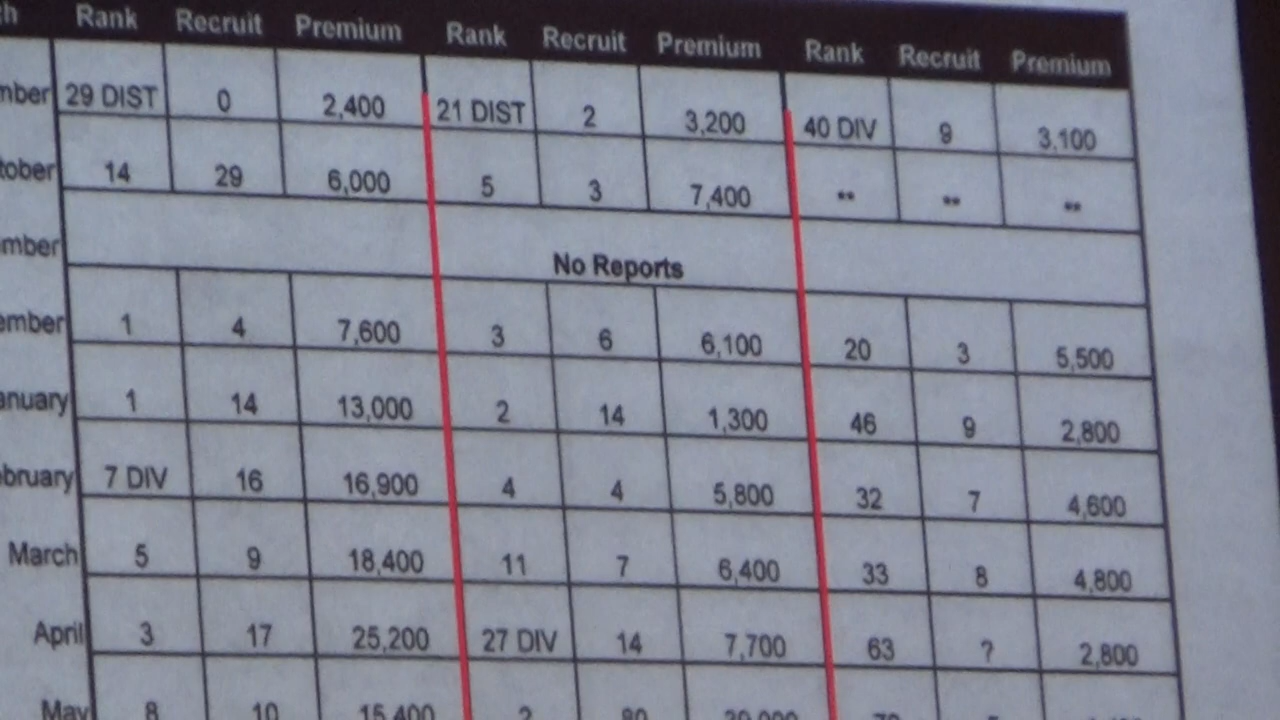 Rank Recruit Premium Rank Recruit Premium Rank Recruit Premium
mber 29 DIST 0 2,400 21 DIST 2 3,200 40 DIV 9 3,100
tober 14 29 6,000 5 3 7,400 ** ** **
mber No Reports
ember 1 4 7,600 3 6 6,100 20 3 5,500
anuary 1 14 13,000 2 14 1,300 46 9 2,800
bruary 7 DIV 16 16,900 4 4 5,800 32 7 4,600
March 5 9 18,400 11 7 6,400 33 8 4,800
April 3 17 25,200 27 DIV 14 7,700 63 ? 2,800
May 8 10 15,400 2 80 20,000